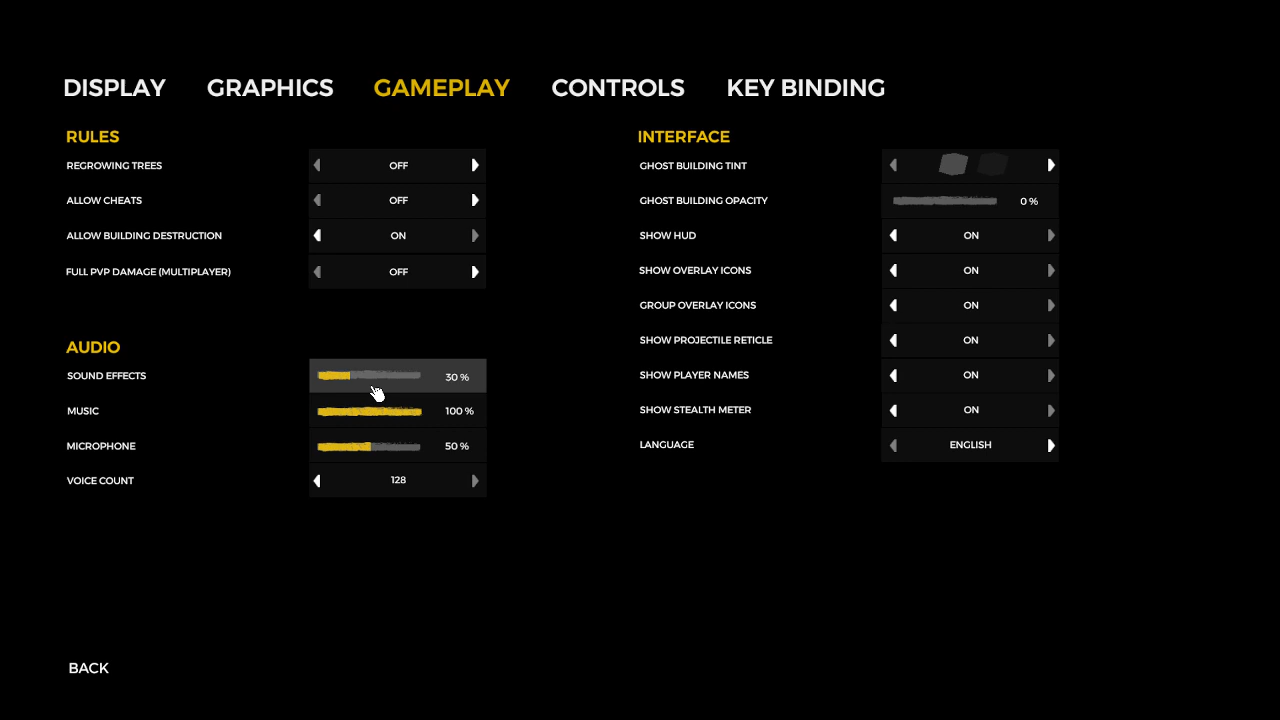 DISPLAY GRAPHICS GAMEPLAY CONTROLS KEY BINDING
RULES
REGROWING TREES OFF
ALLOW CHEATS OFF
ALLOW BUILDING DESTRUCTION ON
FULL PVP DAMAGE (MULTIPLAYER) OFF
AUDIO
SOUND EFFECTS 30 %
MUSIC 100 %
MICROPHONE 50 %
VOICE COUNT 128
INTERFACE
GHOST BUILDING TINT
GHOST BUILDING OPACITY 0 %
SHOW HUD ON
SHOW OVERLAY ICONS ON
GROUP OVERLAY ICONS ON
SHOW PROJECTILE RETICLE ON
SHOW PLAYER NAMES ON
SHOW STEALTH METER ON
LANGUAGE ENGLISH
BACK